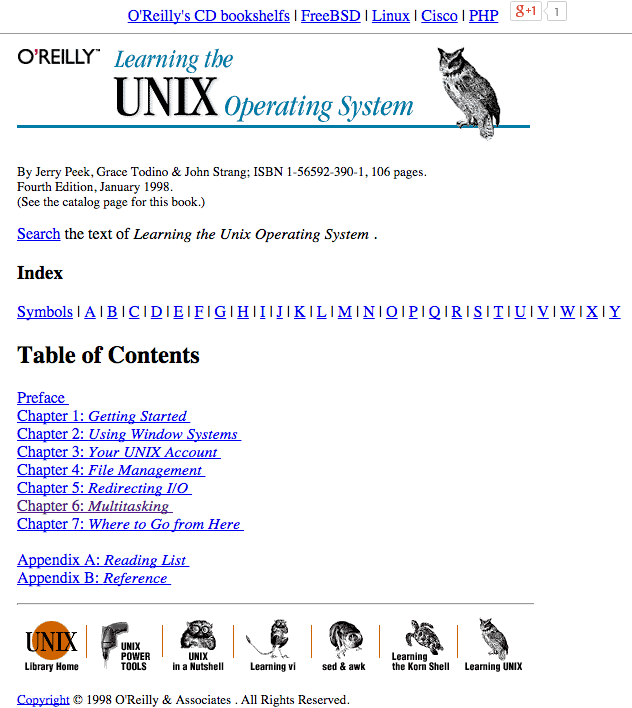 O'Reilly's CD bookshelfs | FreeBSD | Linux | Cisco | PHP g+1 1
O'REILLY™ Learning the
UNIX Operating System
By Jerry Peek, Grace Todino & John Strang; ISBN 1-56592-390-1, 106 pages.
Fourth Edition, January 1998.
(See the catalog page for this book.)
Search the text of Learning the Unix Operating System .
Index
Symbols | A | B | C | D | E | F | G | H | I | J | K | L | M | N | O | P | Q | R | S | T | U | V | W | X | Y
Table of Contents
Preface
Chapter 1: Getting Started
Chapter 2: Using Window Systems
Chapter 3: Your UNIX Account
Chapter 4: File Management
Chapter 5: Redirecting I/O
Chapter 6: Multitasking
Chapter 7: Where to Go from Here
Appendix A: Reading List
Appendix B: Reference
UNIX
Library Home
UNIX
POWER
TOOLS
UNIX
in a Nutshell
Learning vi
sed & awk
Learning
the Korn Shell
Learning UNIX
Copyright © 1998 O'Reilly & Associates . All Rights Reserved.